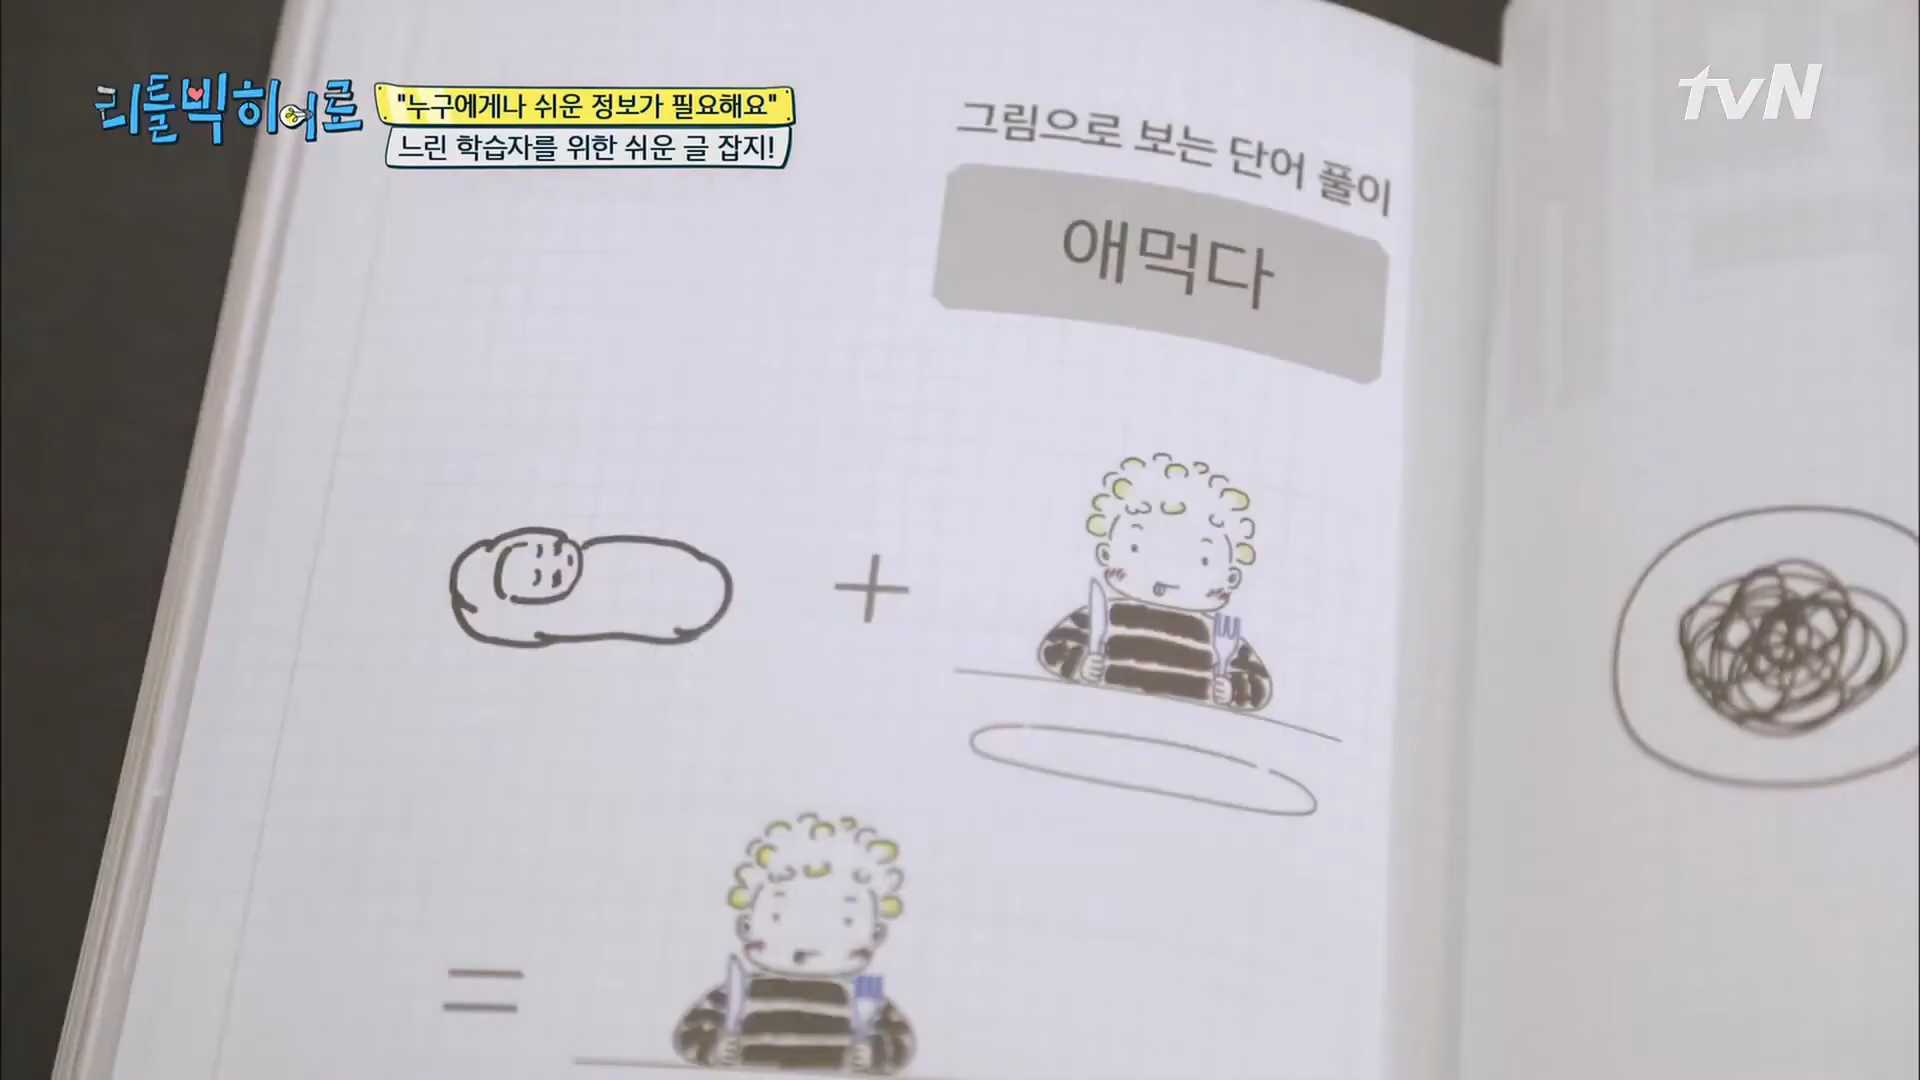 리틀빅히어로
"누구에게나 쉬운 정보가 필요해요"
느린 학습자를 위한 쉬운 글 잡지!
tvN
그림으로 보는 단어 풀이
애먹다
+
=